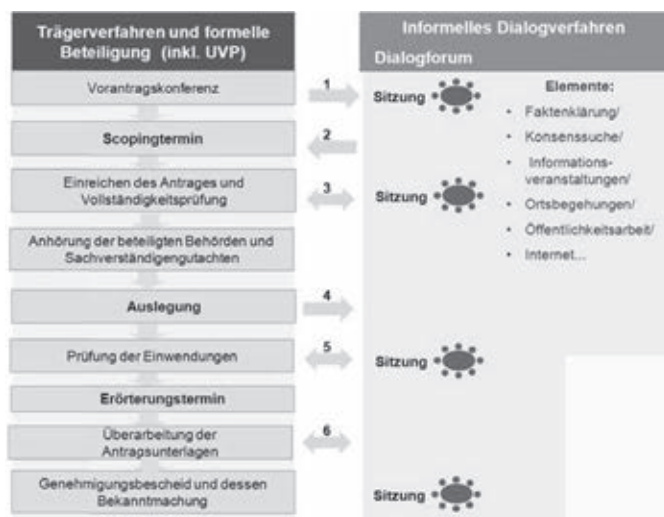 Trägerverfahren und formelle
Beteiligung (inkl. UVP)
Vorantragskonferenz
Scopingtermin
Einreichen des Antrages und
Vollständigkeitsprüfung
Anhörung der beteiligten Behörden und
Sachverständigengutachten
Auslegung
Prüfung der Einwendungen
Erörterungstermin
Überarbeitung der
Antrapsunterlagen
Genehmigungsbescheid und dessen
Bekanntmachung
1
2
3
4
5
6
Informelles Dialogverfahren
Dialogforum
Sitzung
Sitzung
Sitzung
Sitzung
Elemente:
• Faktenklärung/
• Konsenssuche/
• Informations-
veranstaltungen/
• Ortsbegehungen/
• Öffentlichkeitsarbeit/
• Internet...